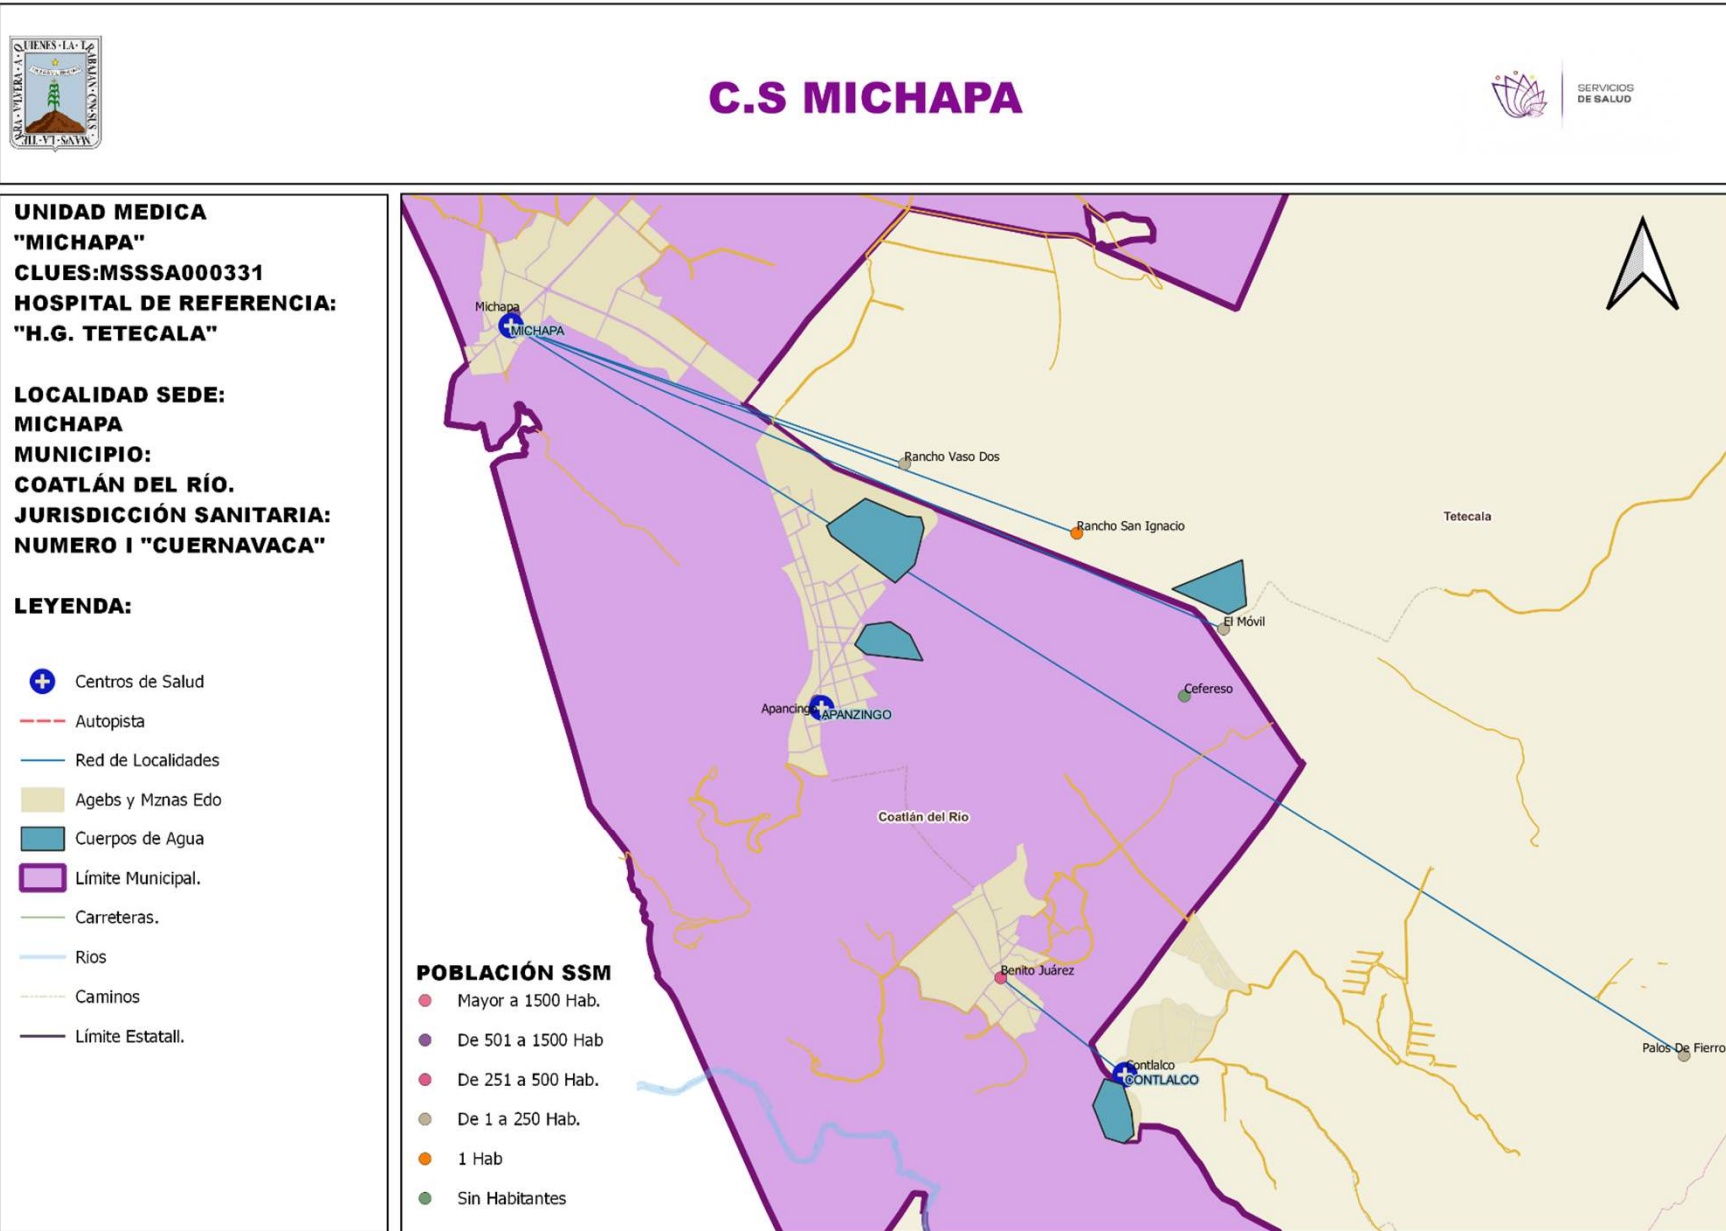 C.S MICHAPA
SERVICIOS
DE SALUD
UNIDAD MEDICA
"MICHAPA"
CLUES:MSSSA000331
HOSPITAL DE REFERENCIA:
"H.G. TETECALA"
LOCALIDAD SEDE:
MICHAPA
MUNICIPIO:
COATLÁN DEL RÍO.
JURISDICCIÓN SANITARIA:
NUMERO I "CUERNAVACA"
LEYENDA:
Centros de Salud
Autopista
Red de Localidades
Agebs y Mznas Edo
Cuerpos de Agua
Límite Municipal.
Carreteras.
Rios
Caminos
Límite Estatall.
Michapa
MICHAPA
Rancho Vaso Dos
Rancho San Ignacio
Tetecala
El Móvil
Cefereso
Apancingo
APANZINGO
Coatlán del Río
Benito Juárez
Contlalco
CONTLALCO
Palos De Fierro
POBLACIÓN SSM
Mayor a 1500 Hab.
De 501 a 1500 Hab
De 251 a 500 Hab.
De 1 a 250 Hab.
1 Hab
Sin Habitantes